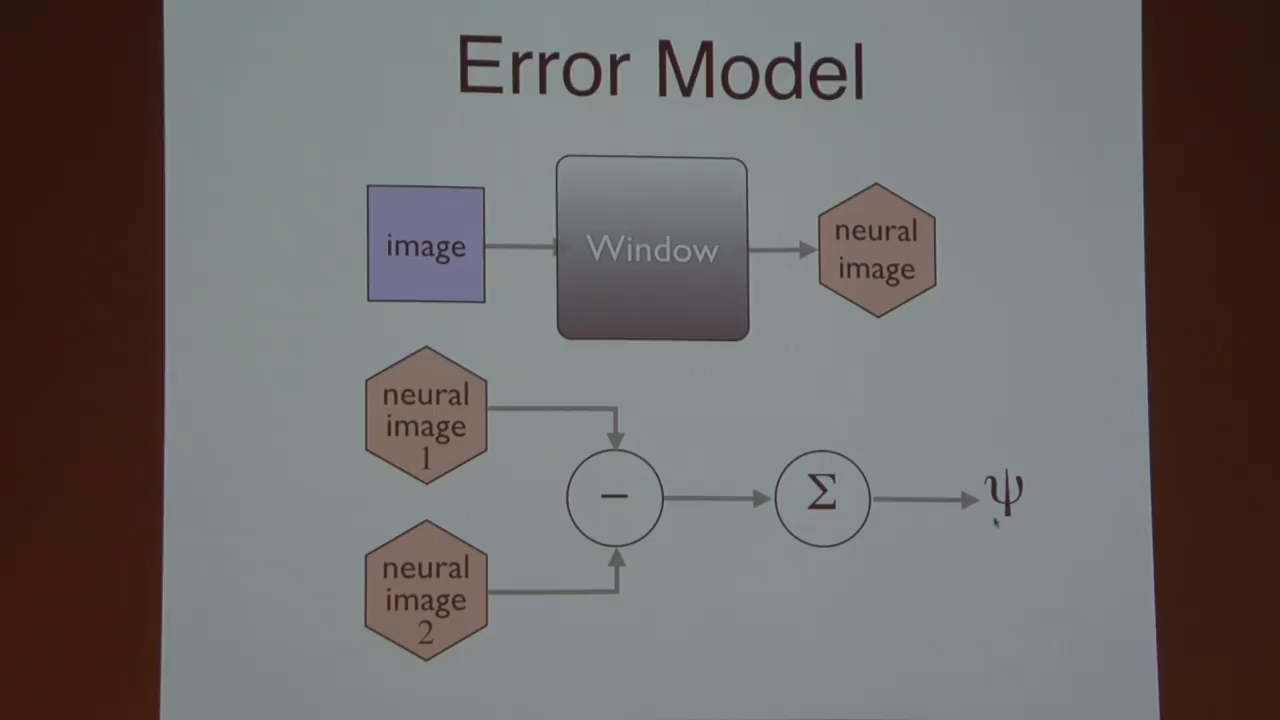 Error Model
image
Window
neural
image
neural
image
1
−
Σ
ψ
neural
image
2